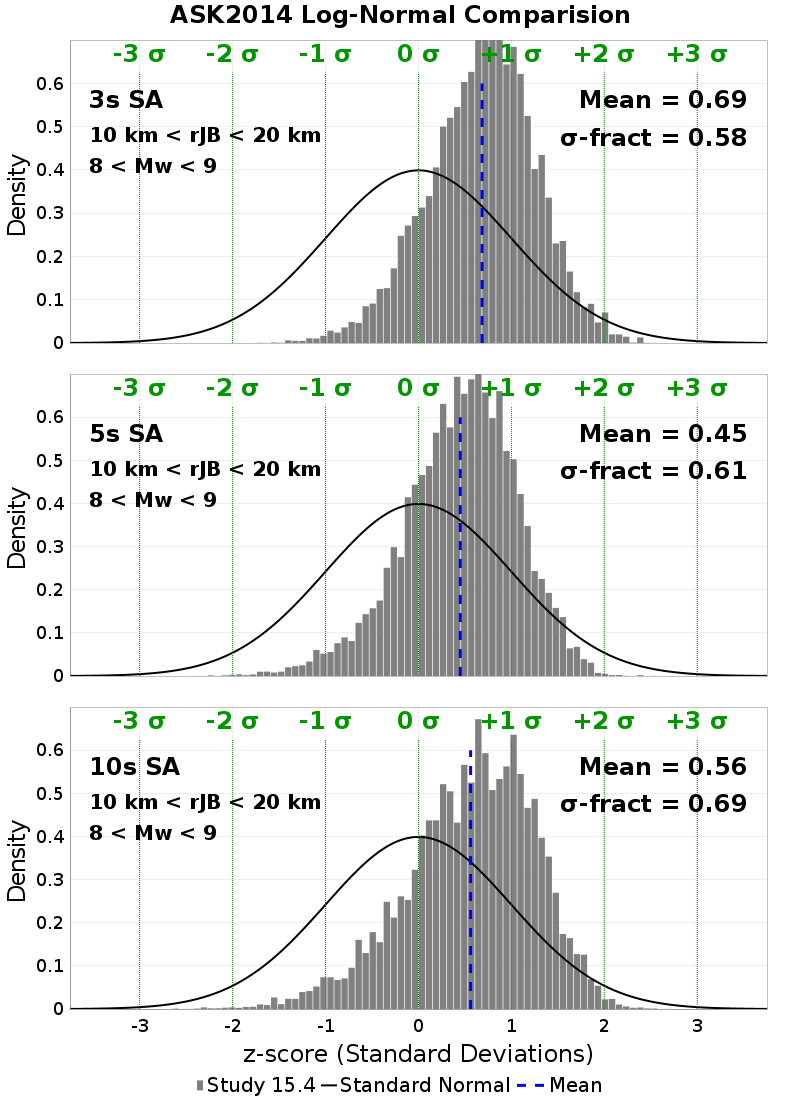 ASK2014 Log-Normal Comparision
-3 σ -2 σ -1 σ 0 σ +1 σ +2 σ +3 σ
3s SA
10 km < rJB < 20 km
8 < Mw < 9
Mean = 0.69
σ-fract = 0.58
Density
0.6
0.5
0.4
0.3
0.2
0.1
0
-3 σ -2 σ -1 σ 0 σ +1 σ +2 σ +3 σ
5s SA
10 km < rJB < 20 km
8 < Mw < 9
Mean = 0.45
σ-fract = 0.61
Density
0.6
0.5
0.4
0.3
0.2
0.1
0
-3 σ -2 σ -1 σ 0 σ +1 σ +2 σ +3 σ
10s SA
10 km < rJB < 20 km
8 < Mw < 9
Mean = 0.56
σ-fract = 0.69
Density
0.6
0.5
0.4
0.3
0.2
0.1
0
-3 -2 -1 0 1 2 3
z-score (Standard Deviations)
Study 15.4 Standard Normal Mean